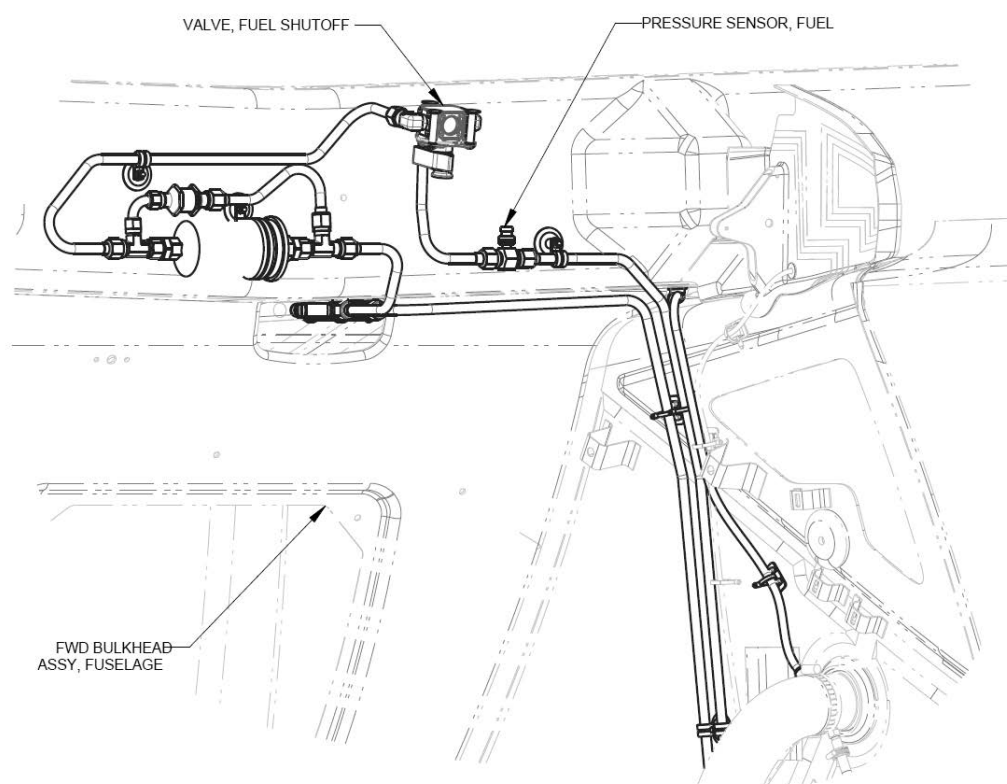 VALVE, FUEL SHUTOFF
PRESSURE SENSOR, FUEL
FWD BULKHEAD
ASSY, FUSELAGE